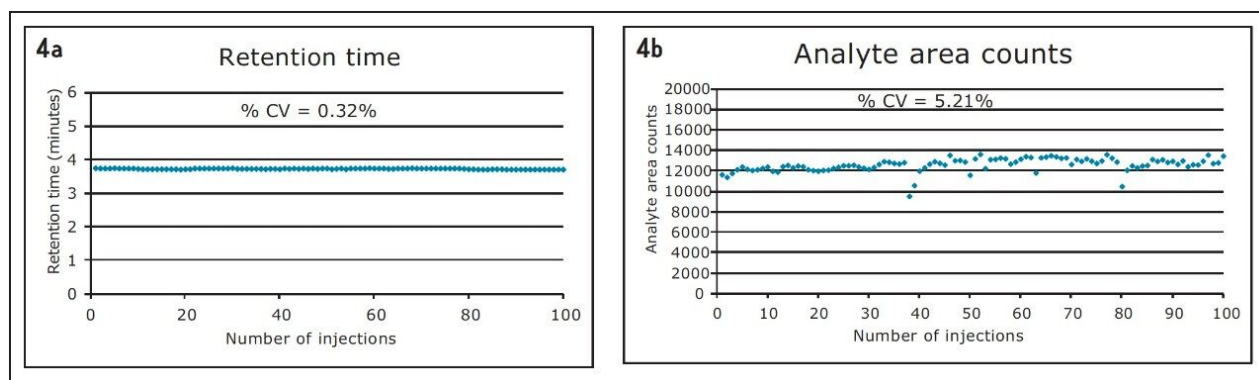 4a
Retention time
% CV = 0.32%
Retention time (minutes)
6
5
4
3
2
1
0
0 20 40 60 80 100
Number of injections
4b
Analyte area counts
% CV = 5.21%
Analyte area counts
20000
18000
16000
14000
12000
10000
8000
6000
4000
2000
0
0 10 20 30 40 50 60 70 80 90 100
Number of injections